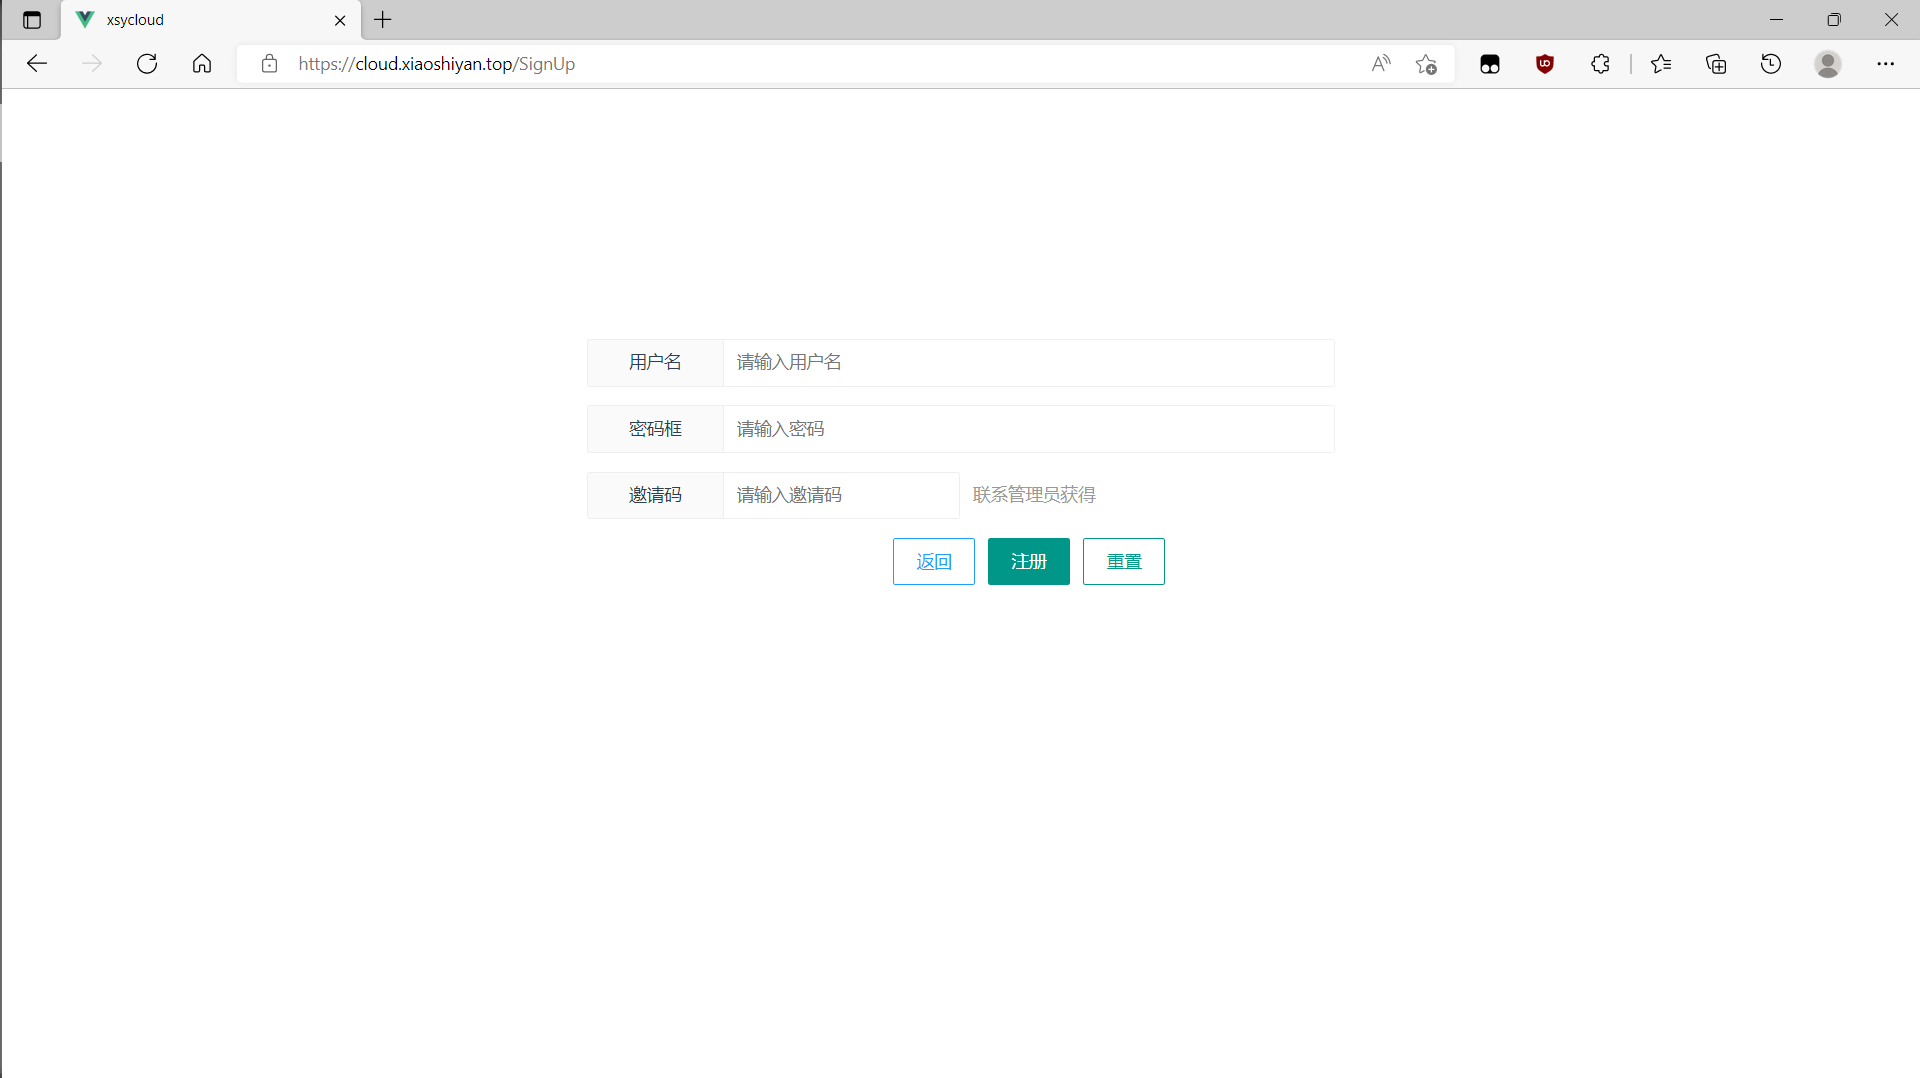 xsycloud
https://cloud.xiaoshiyan.top/SignUp
用户名 请输入用户名
密码框 请输入密码
邀请码 请输入邀请码 联系管理员获得
返回 注册 重置